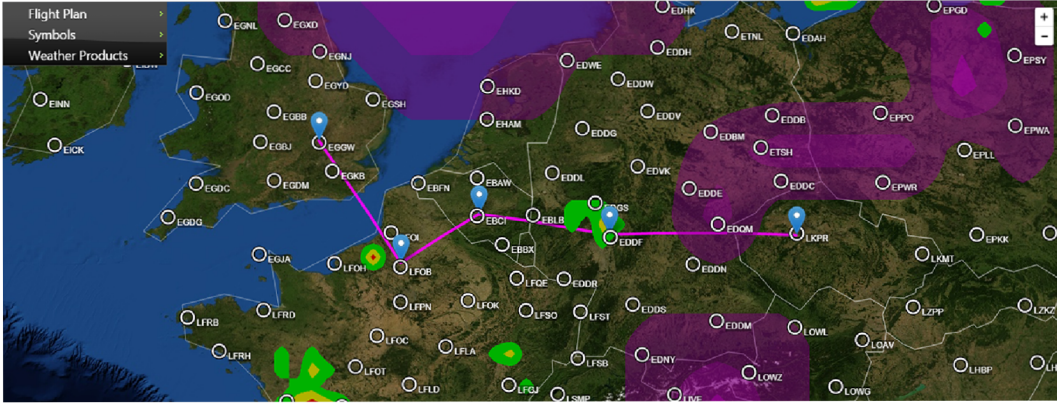 Flight Plan
Symbols
Weather Products
+
−
EGNL
EGXD
EDHK
EPGD
EGNJ
EDDH
ETNL
EDAH
EGCC
EDWE
EPSY
EGYD
EHKD
EDDW
EINN
EGOD
EGSH
EGBB
EHAM
EDDG
EDDV
EDDB
EPPO
EPWA
EICK
EGBJ
EGGW
EDBM
ETSH
EPLL
EGKB
EDDL
EDVK
EGDC
EGDM
EBFN
EBAW
EDDE
EDDC
EPWR
EDGS
EGDG
EBCI
EBLB
EDDF
EDQM
LKPR
EPKK
EBBX
EGJA
LFOH
LFOB
EDDN
LKMT
LFQE
EDDR
LFRD
LFPN
LFOK
LFSO
LFST
EDDS
LZPP
LZKZ
LFRB
EDDM
LOWL
LFOC
LOAV
LFRH
LFLA
LFOT
LFSB
EDNY
LOWZ
LHBP
LFLD
LFGJ
LSMP
LIVE
LOWG